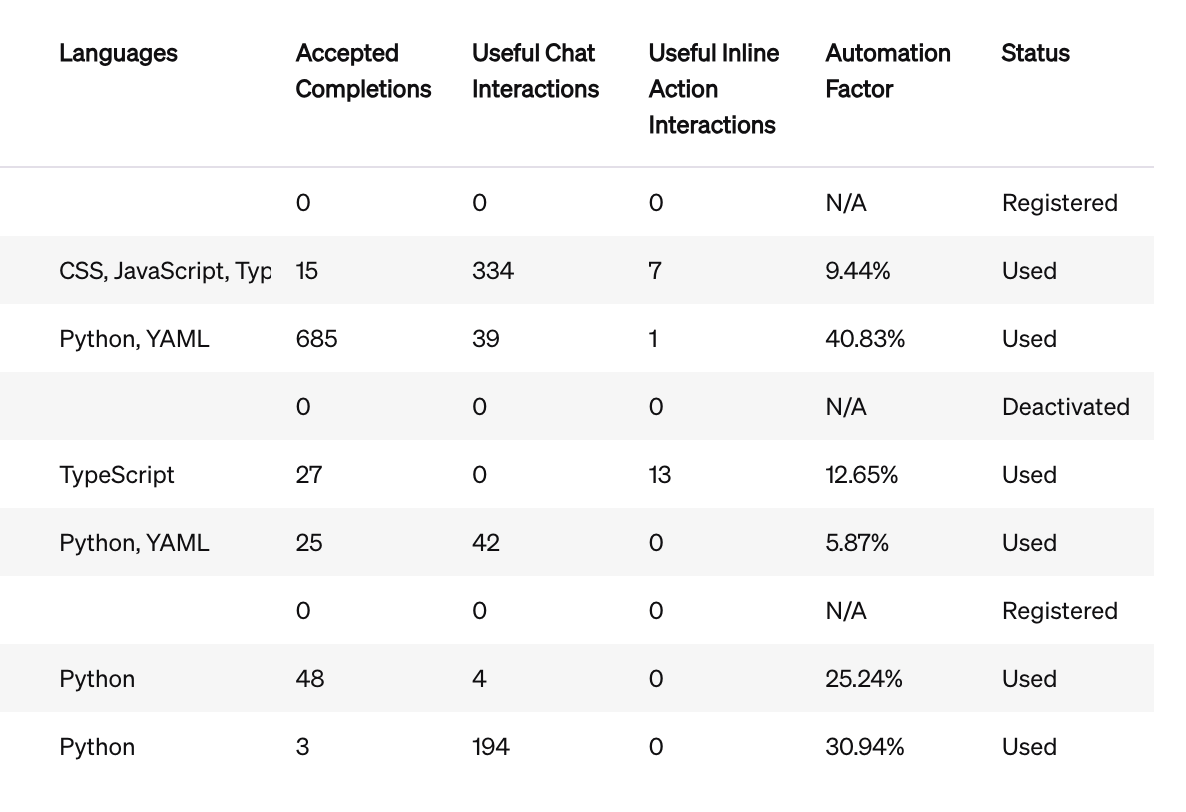 Languages Accepted Completions Useful Chat Interactions Useful Inline Action Interactions Automation Factor Status
0 0 0 N/A Registered
CSS, JavaScript, Typ 15 334 7 9.44% Used
Python, YAML 685 39 1 40.83% Used
0 0 0 N/A Deactivated
TypeScript 27 0 13 12.65% Used
Python, YAML 25 42 0 5.87% Used
0 0 0 N/A Registered
Python 48 4 0 25.24% Used
Python 3 194 0 30.94% Used